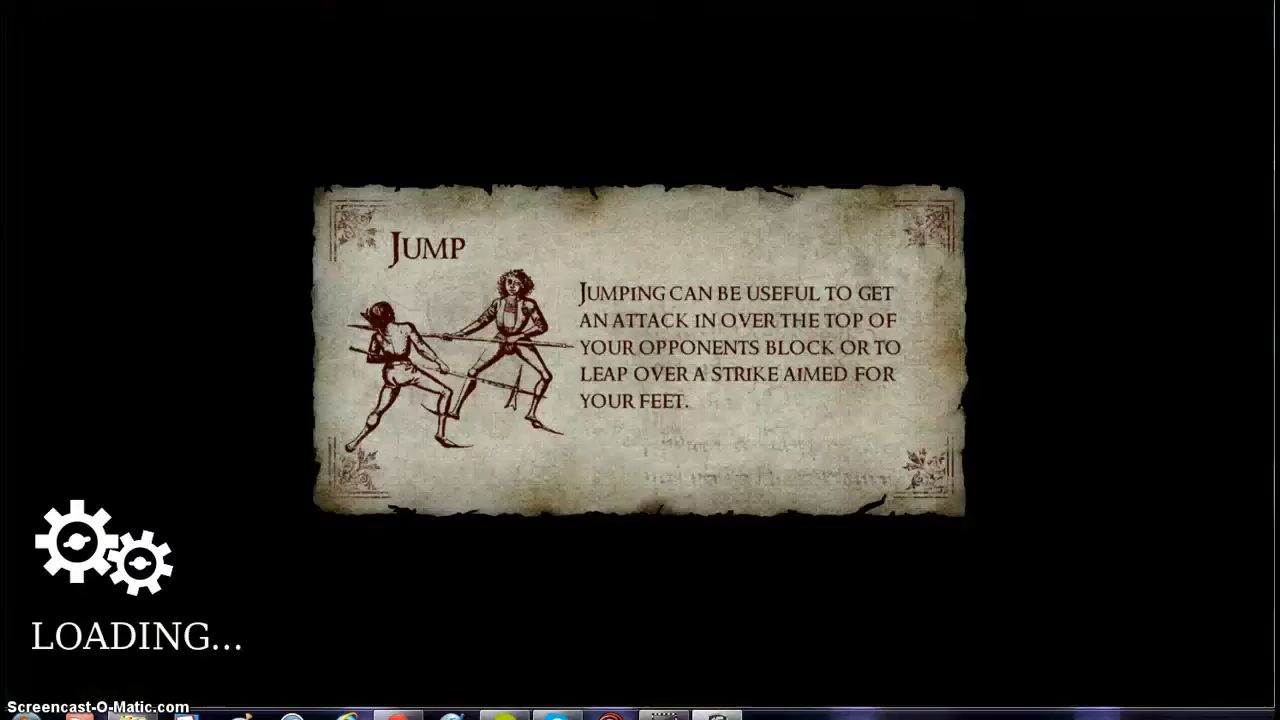 Jump
Jumping can be useful to get
an attack in over the top of
your opponents block or to
leap over a strike aimed for
your feet.
LOADING...
Screencast-O-Matic.com